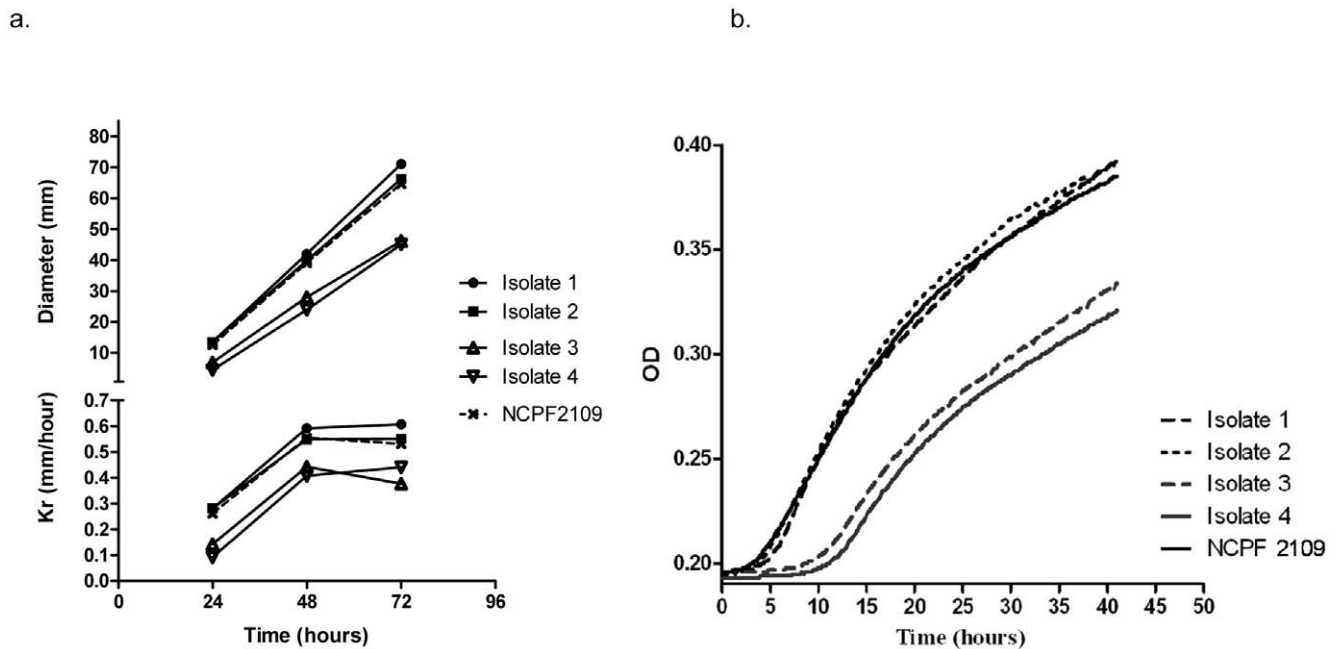 a.
80
70
60
50
40
30
20
10
Diameter (mm)
0.7
0.6
0.5
0.4
0.3
0.2
0.1
0.0
Kr (mm/hour)
0
24
48
72
96
Time (hours)
Isolate 1
Isolate 2
Isolate 3
Isolate 4
NCPF2109
b.
0.40
0.35
0.30
0.25
0.20
OD
0
5
10
15
20
25
30
35
40
45
50
Time (hours)
Isolate 1
Isolate 2
Isolate 3
Isolate 4
NCPF 2109